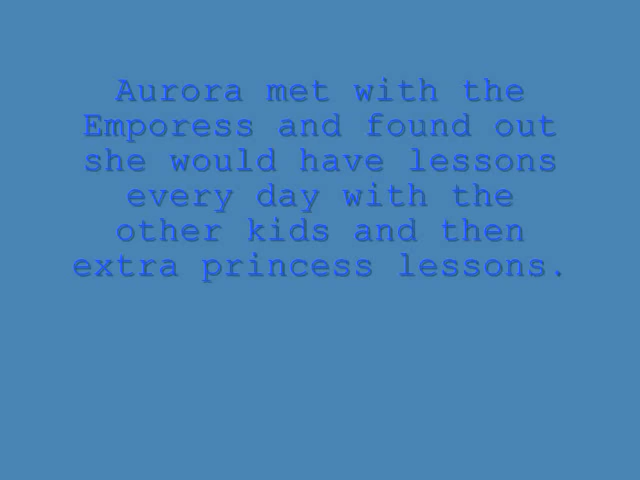 Aurora met with the
Emporess and found out
she would have lessons
every day with the
other kids and then
extra princess lessons.